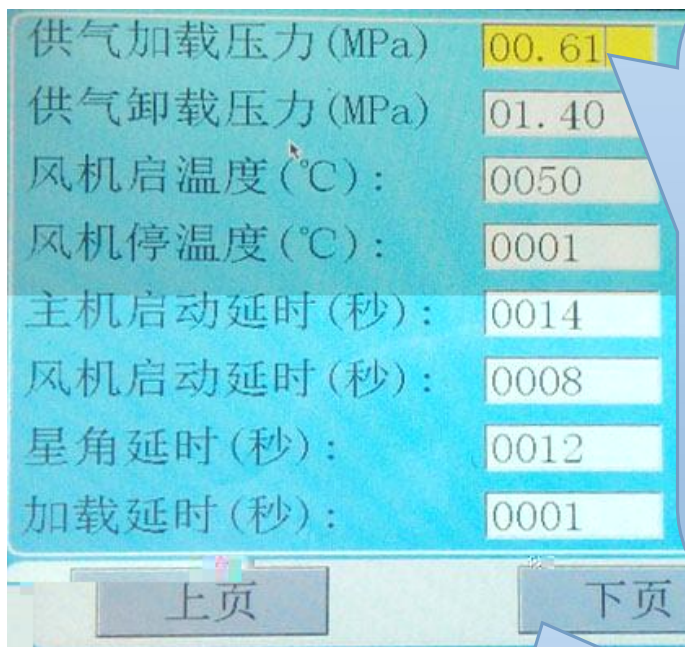 供气加载压力(MPa) 00.61
供气卸载压力(MPa) 01.40
风机启温度(℃): 0050
风机停温度(℃): 0001
主机启动延时(秒): 0014
风机启动延时(秒): 0008
星角延时(秒): 0012
加载延时(秒): 0001
上页 下页